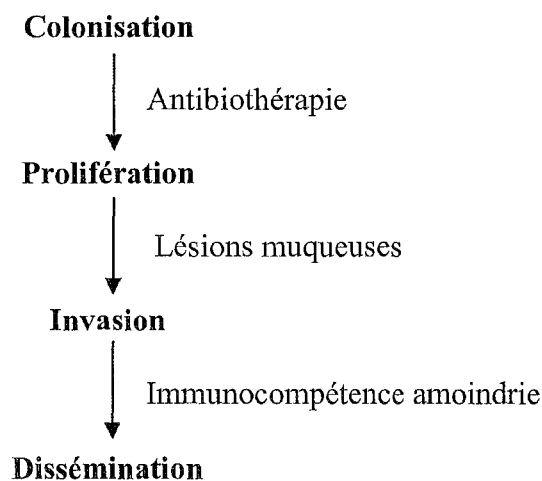 Colonisation
Antibiothérapie
Prolifération
Lésions muqueuses
Invasion
Immunocompétence amoindrie
Dissémination